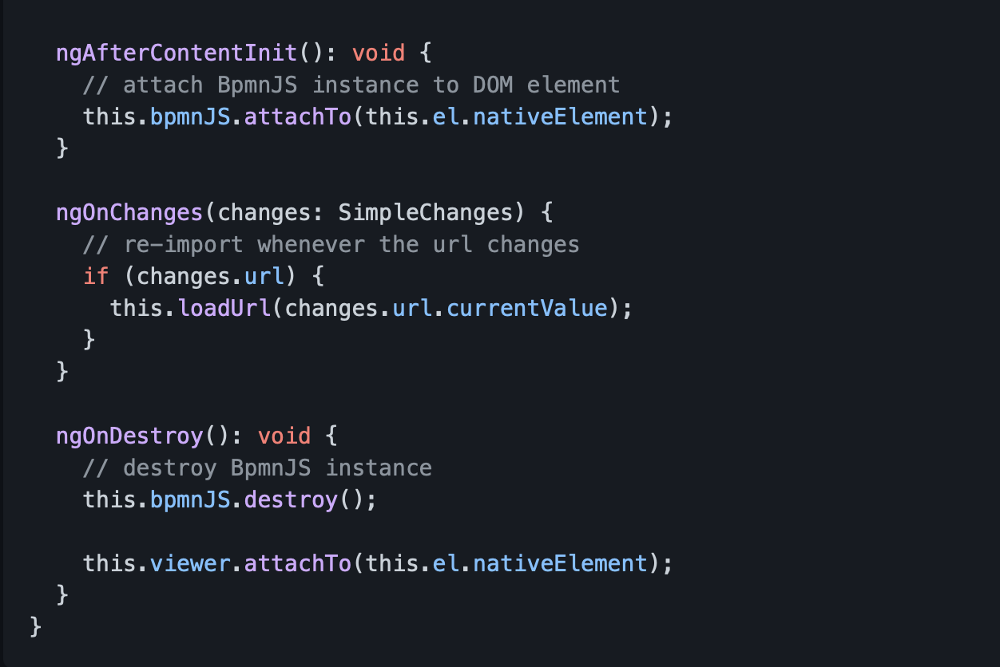 ngAfterContentInit(): void {
// attach BpmnJS instance to DOM element
this.bpmnJS.attachTo(this.el.nativeElement);
}
ngOnChanges(changes: SimpleChanges) {
// re-import whenever the url changes
if (changes.url) {
this.loadUrl(changes.url.currentValue);
}
}
ngOnDestroy(): void {
// destroy BpmnJS instance
this.bpmnJS.destroy();
this.viewer.attachTo(this.el.nativeElement);
}
}